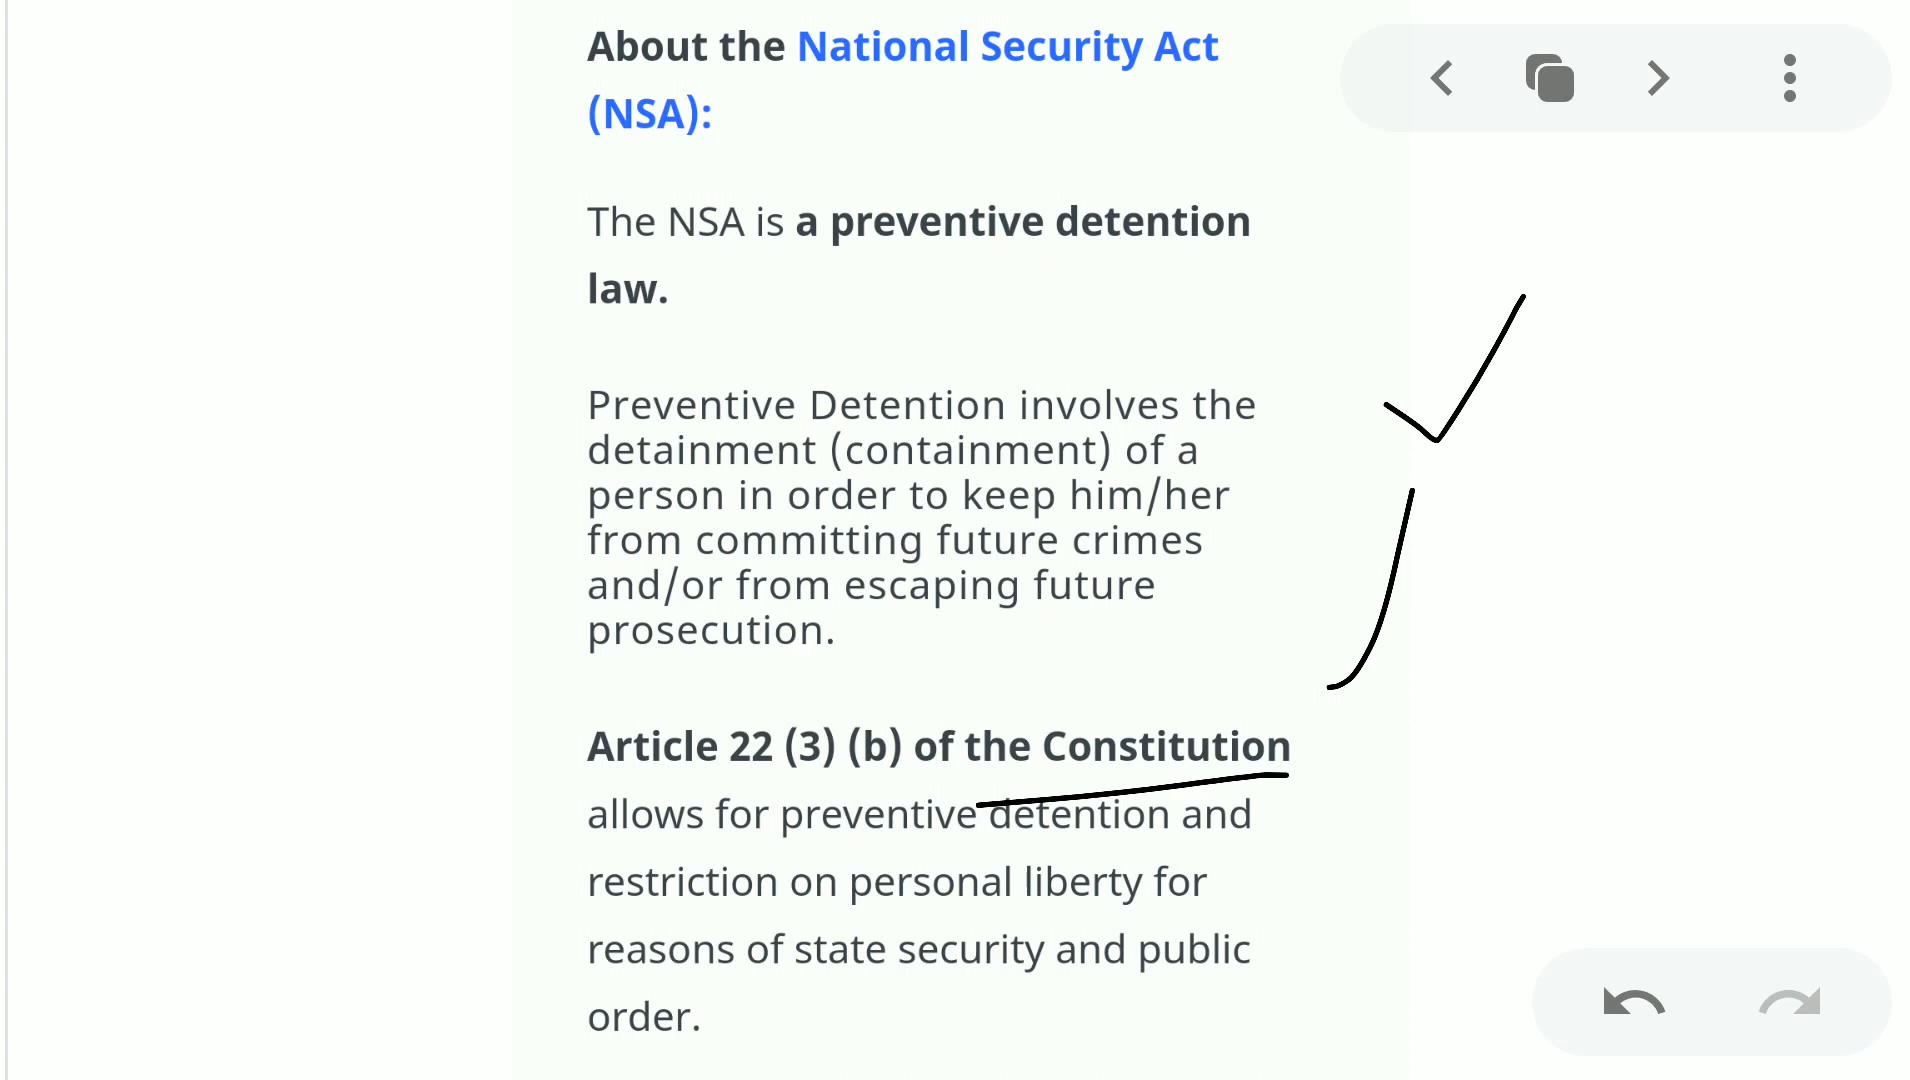 About the National Security Act
(NSA):
The NSA is a preventive detention
law.
Preventive Detention involves the
detainment (containment) of a
person in order to keep him/her
from committing future crimes
and/or from escaping future
prosecution.
Article 22 (3) (b) of the Constitution
allows for preventive detention and
restriction on personal liberty for
reasons of state security and public
order.